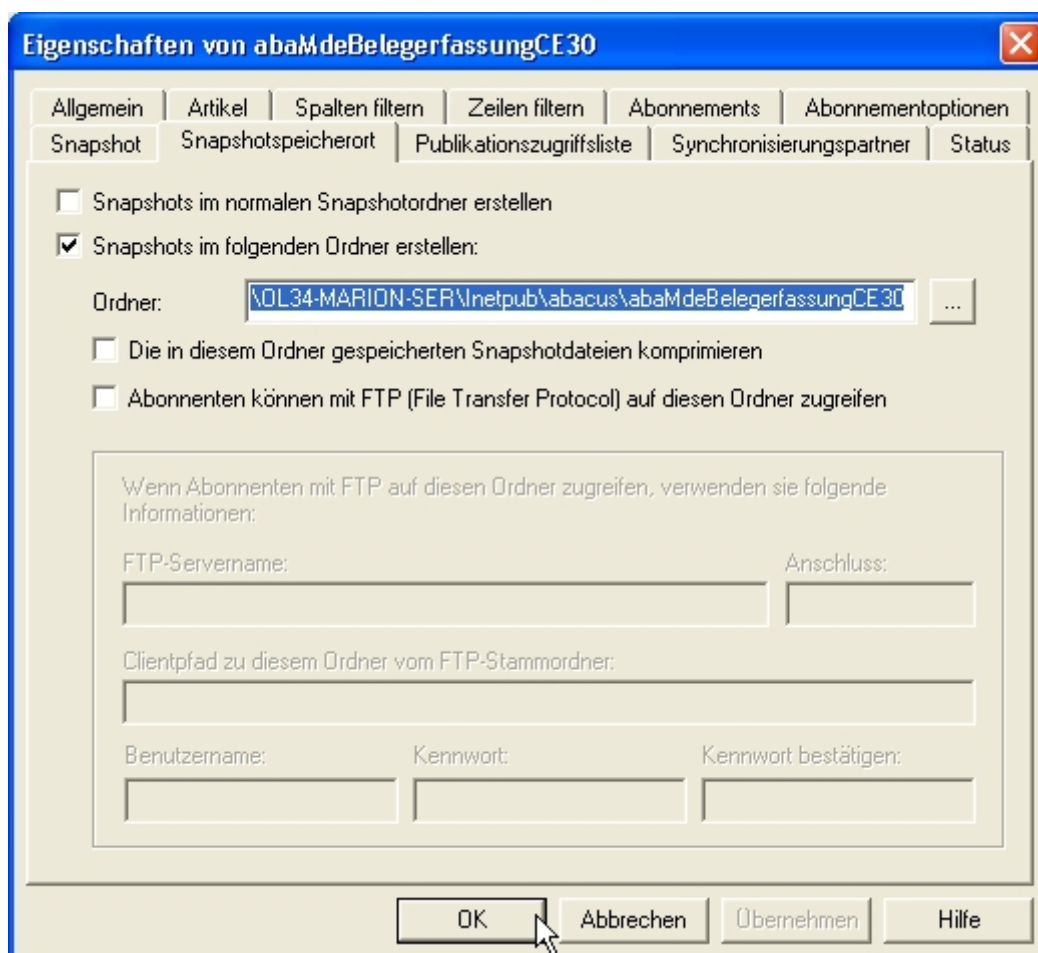 Eigenschaften von abaMdeBelegerfassungCE30
Allgemein Artikel Spalten filtern Zeilen filtern Abonnements Abonnementoptionen
Snapshot Snapshotspeicherort Publikationszugriffsliste Synchronisierungspartner Status
Snapshots im normalen Snapshotordner erstellen
Snapshots im folgenden Ordner erstellen:
Ordner: \OL34-MARION-SER\Inetpub\abacus\abaMdeBelegerfassungCE30 ...
Die in diesem Ordner gespeicherten Snapshotdateien komprimieren
Abonnenten können mit FTP (File Transfer Protocol) auf diesen Ordner zugreifen
Wenn Abonnenten mit FTP auf diesen Ordner zugreifen, verwenden sie folgende
Informationen:
FTP-Servername: Anschluss:
Clientpfad zu diesem Ordner vom FTP-Stammordner:
Benutzername: Kennwort: Kennwort bestätigen:
OK Abbrechen Übernehmen Hilfe